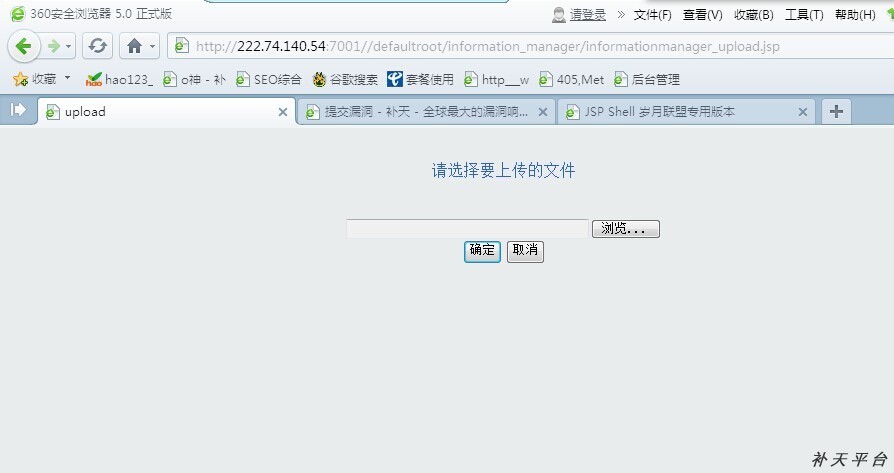 360安全浏览器 5.0 正式版
请登录 » 文件(F) 查看(V) 收藏(B) 工具(T) 帮助(H)
http://222.74.140.54:7001//defaultroot/information_manager/informationmanager_upload.jsp
收藏 hao123_ o神 - 补 SEO综合 谷歌搜索 套餐使用 http___w 405,Met 后台管理
upload 提交漏洞 - 补天 - 全球最大的漏洞响... JSP Shell 岁月联盟专用版本
请选择要上传的文件
浏览...
确定 取消
补天平台